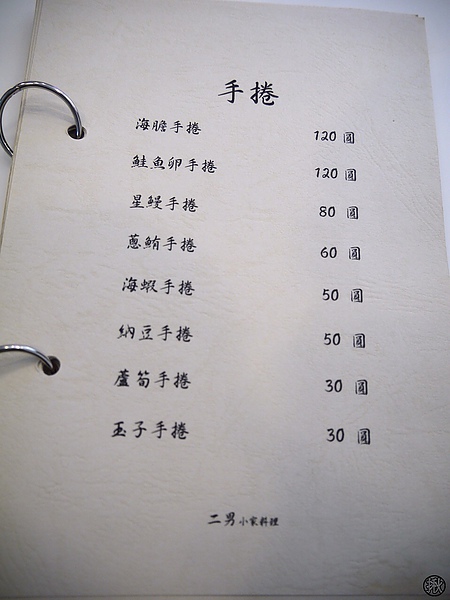 手捲
海膽手捲 120 圓
鮭魚卵手捲 120 圓
星鰻手捲 80 圓
蔥鮪手捲 60 圓
海蝦手捲 50 圓
納豆手捲 50 圓
蘆筍手捲 30 圓
玉子手捲 30 圓
二男小家料理